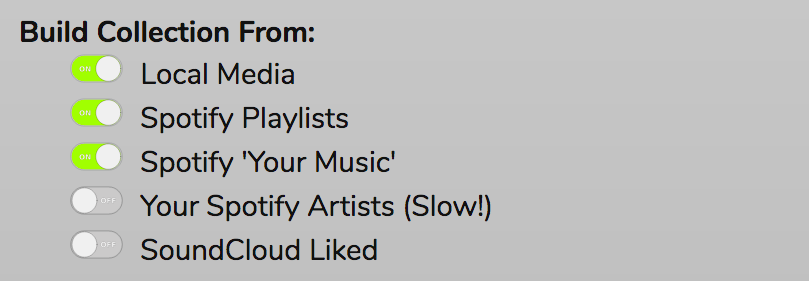 Build Collection From:
ON Local Media
ON Spotify Playlists
ON Spotify 'Your Music'
OFF Your Spotify Artists (Slow!)
OFF SoundCloud Liked